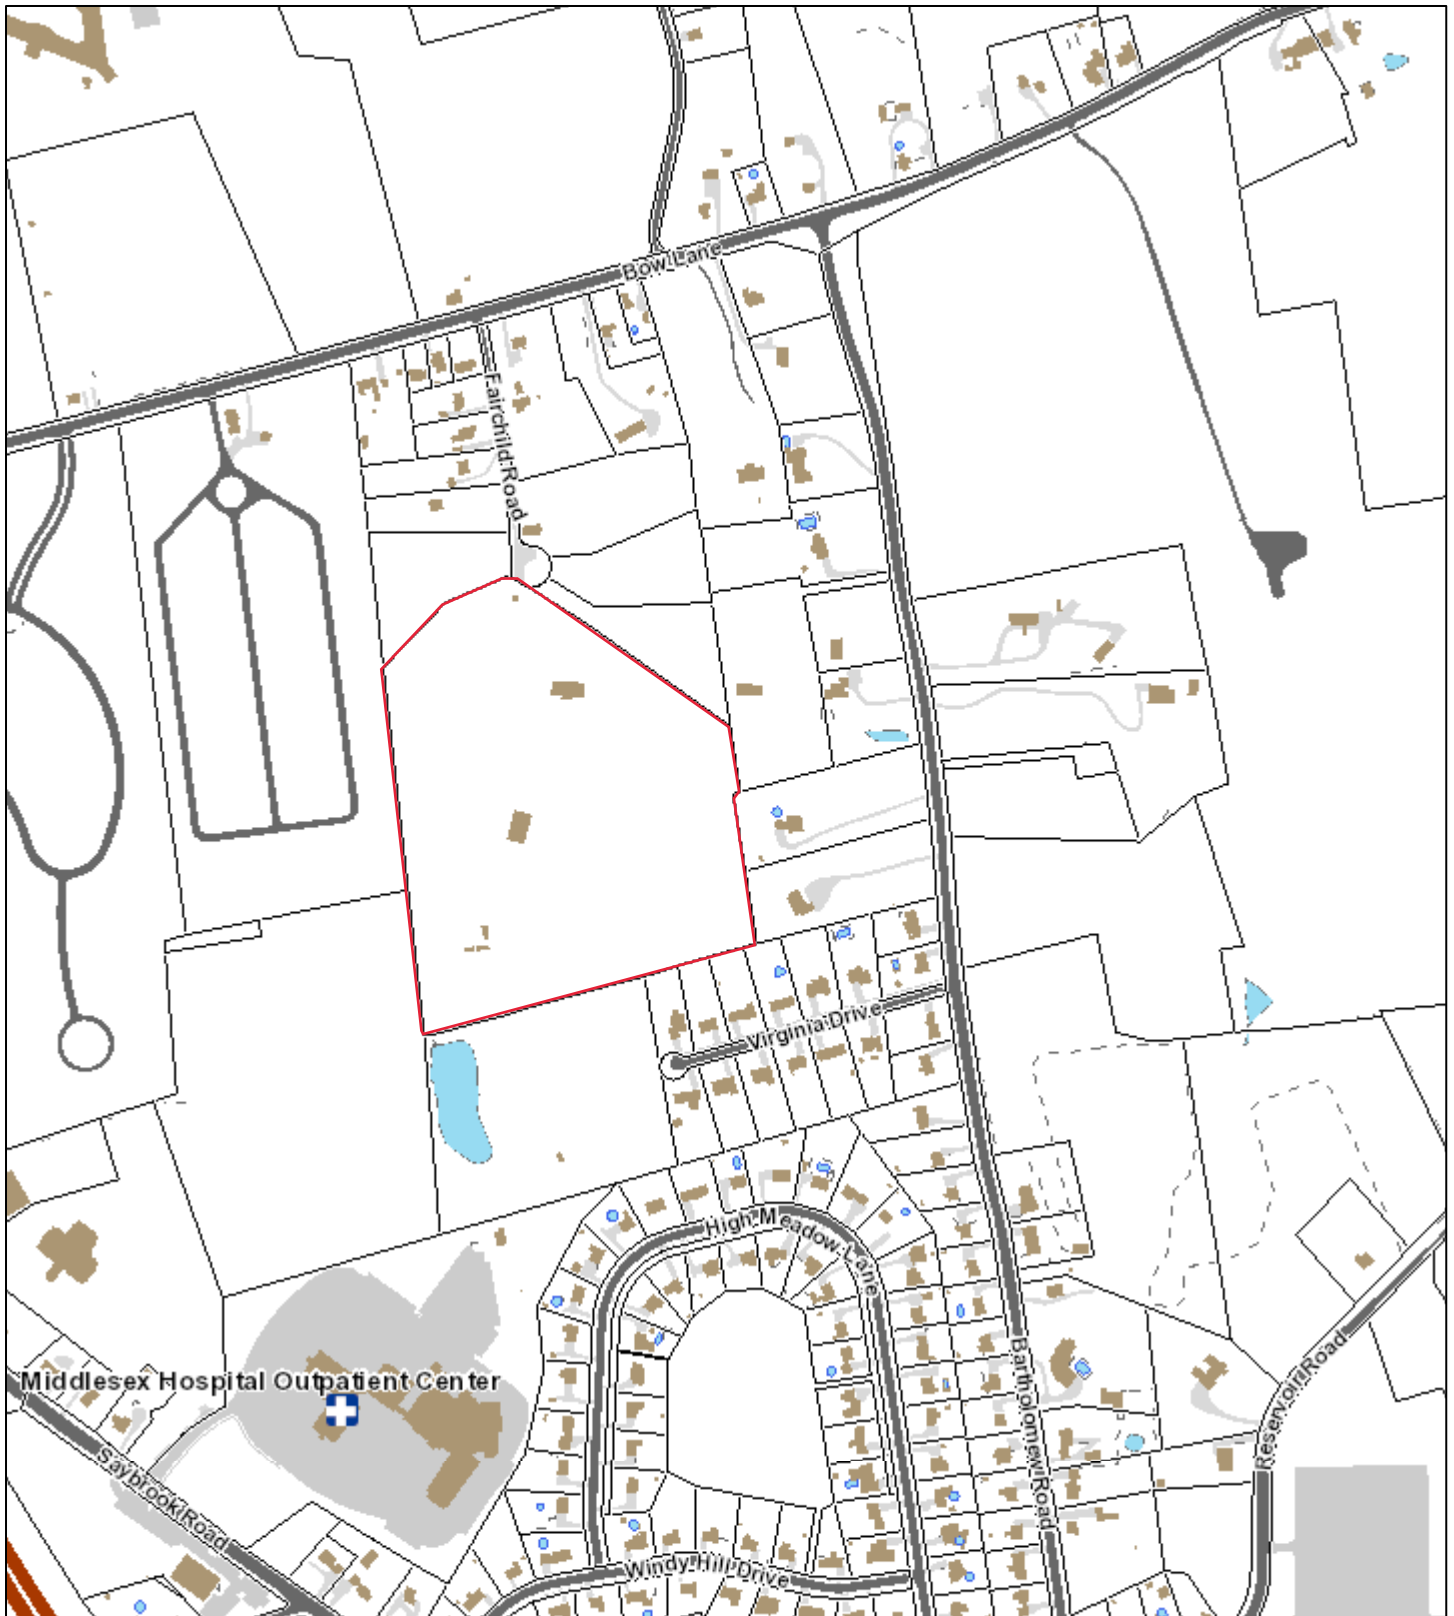 Bow Lane
Fairchild Road
Virginia Drive
High Meadow Lane
Middlesex Hospital Outpatient Center
Bartholomew Road
Reservoir Road
Saybrook Road
Windy Hill Drive